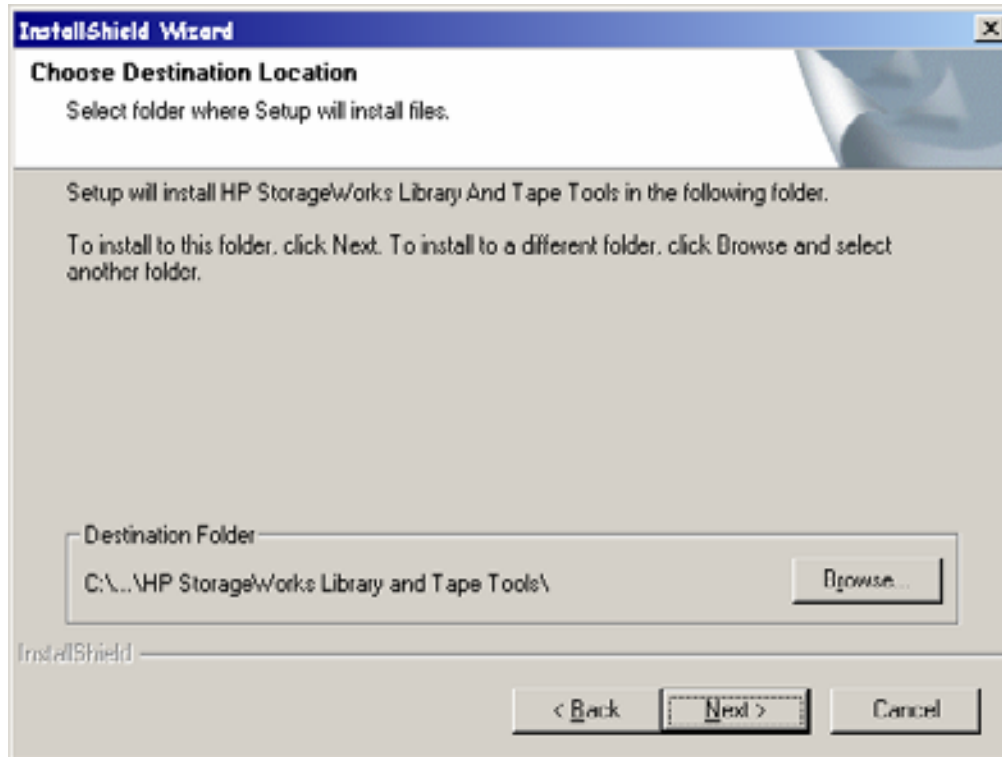 InstallShield Wizard
Choose Destination Location
Select folder where Setup will install files.
Setup will install HP StorageWorks Library And Tape Tools in the following folder.
To install to this folder, click Next. To install to a different folder, click Browse and select
another folder.
Destination Folder
C:\...\HP StorageWorks Library and Tape Tools\
Browse...
InstallShield
< Back
Next >
Cancel